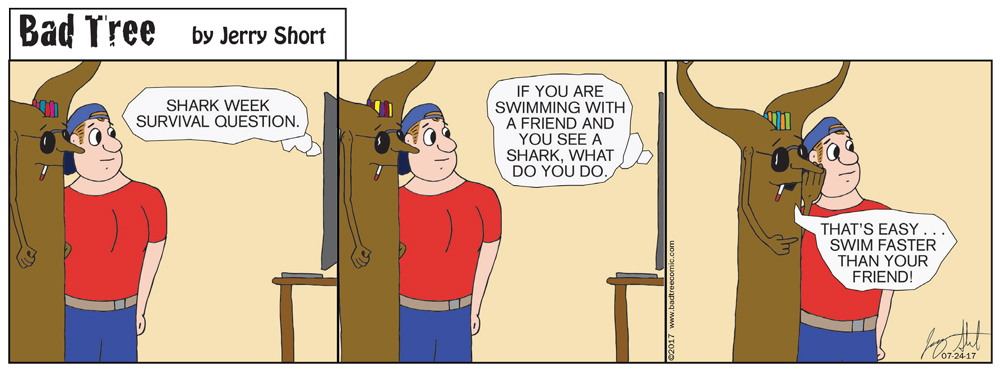 Bad Tree
by Jerry Short
SHARK WEEK
SURVIVAL QUESTION.
IF YOU ARE
SWIMMING WITH
A FRIEND AND
YOU SEE A
SHARK, WHAT
DO YOU DO.
©2017 www.badtreecomic.com
THAT'S EASY . . .
SWIM FASTER
THAN YOUR
FRIEND!
07-24-17